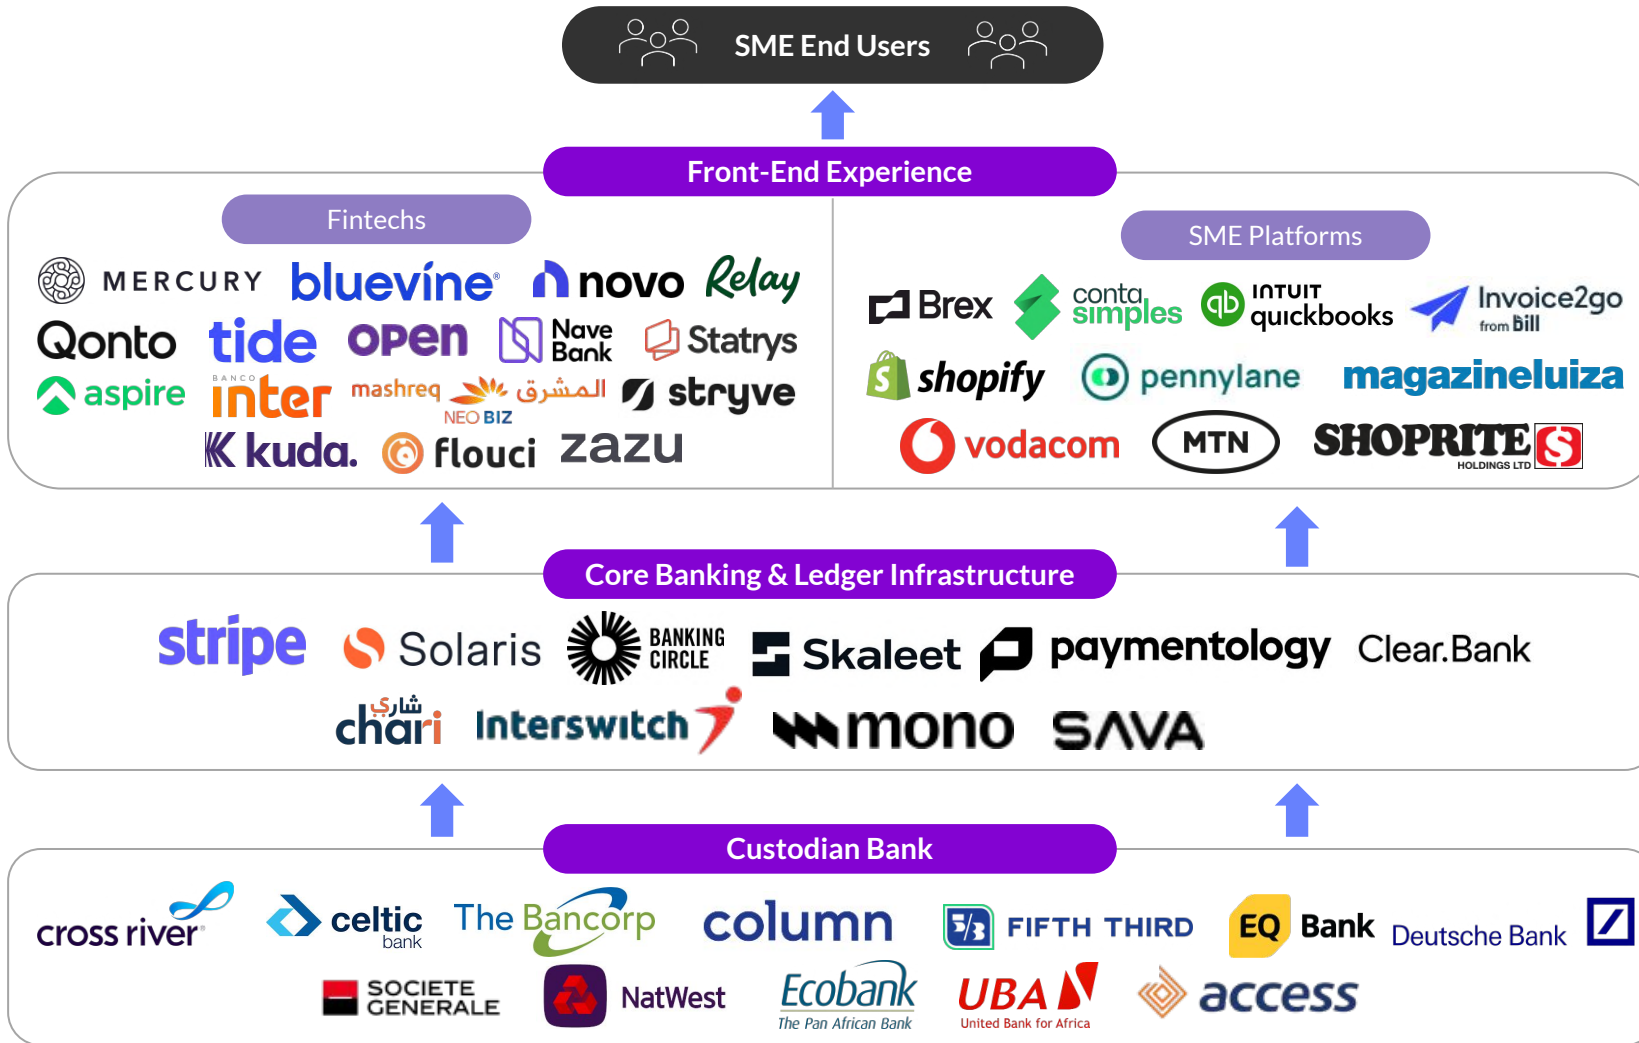 SME End Users
Front-End Experience
Fintechs
MERCURY
bluevine®
novo
Relay
Qonto
tide
open
Nave
Bank
Statrys
aspire
BANCO
inter
mashreq
المشرق
NEO BIZ
stryve
kuda.
flouci
zazu
SME Platforms
Brex
conta
simples
qb
INTUIT
quickbooks
Invoice2go
from Bill
S
shopify
pennylane
magazineluiza
vodacom
MTN
SHOPRITE
S
HOLDINGS LTD
Core Banking & Ledger Infrastructure
stripe
Solaris
BANKING
CIRCLE
Skaleet
paymentology
Clear.Bank
شاري
chari
Interswitch
mono
SAVA
Custodian Bank
cross river®
celtic
bank
The Bancorp
column
5/3
FIFTH THIRD
EQ Bank
Deutsche Bank
SOCIETE
GENERALE
NatWest
Ecobank
The Pan African Bank
UBA
United Bank for Africa
access